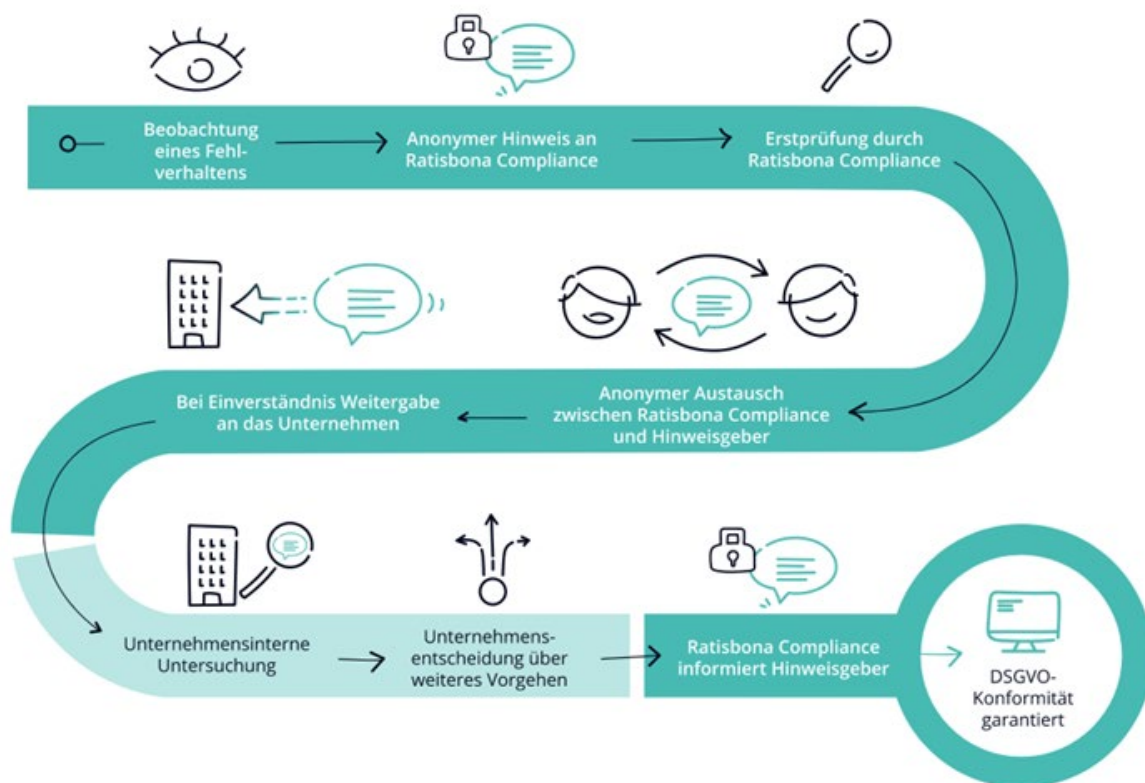 Beobachtung
eines Fehl-
verhaltens
Anonymer Hinweis an
Ratisbona Compliance
Erstprüfung durch
Ratisbona Compliance
Anonymer Austausch
zwischen Ratisbona Compliance
und Hinweisgeber
Bei Einverständnis Weitergabe
an das Unternehmen
Unternehmensinterne
Untersuchung
Unternehmens-
entscheidung über
weiteres Vorgehen
Ratisbona Compliance
informiert Hinweisgeber
DSGVO-
Konformität
garantiert